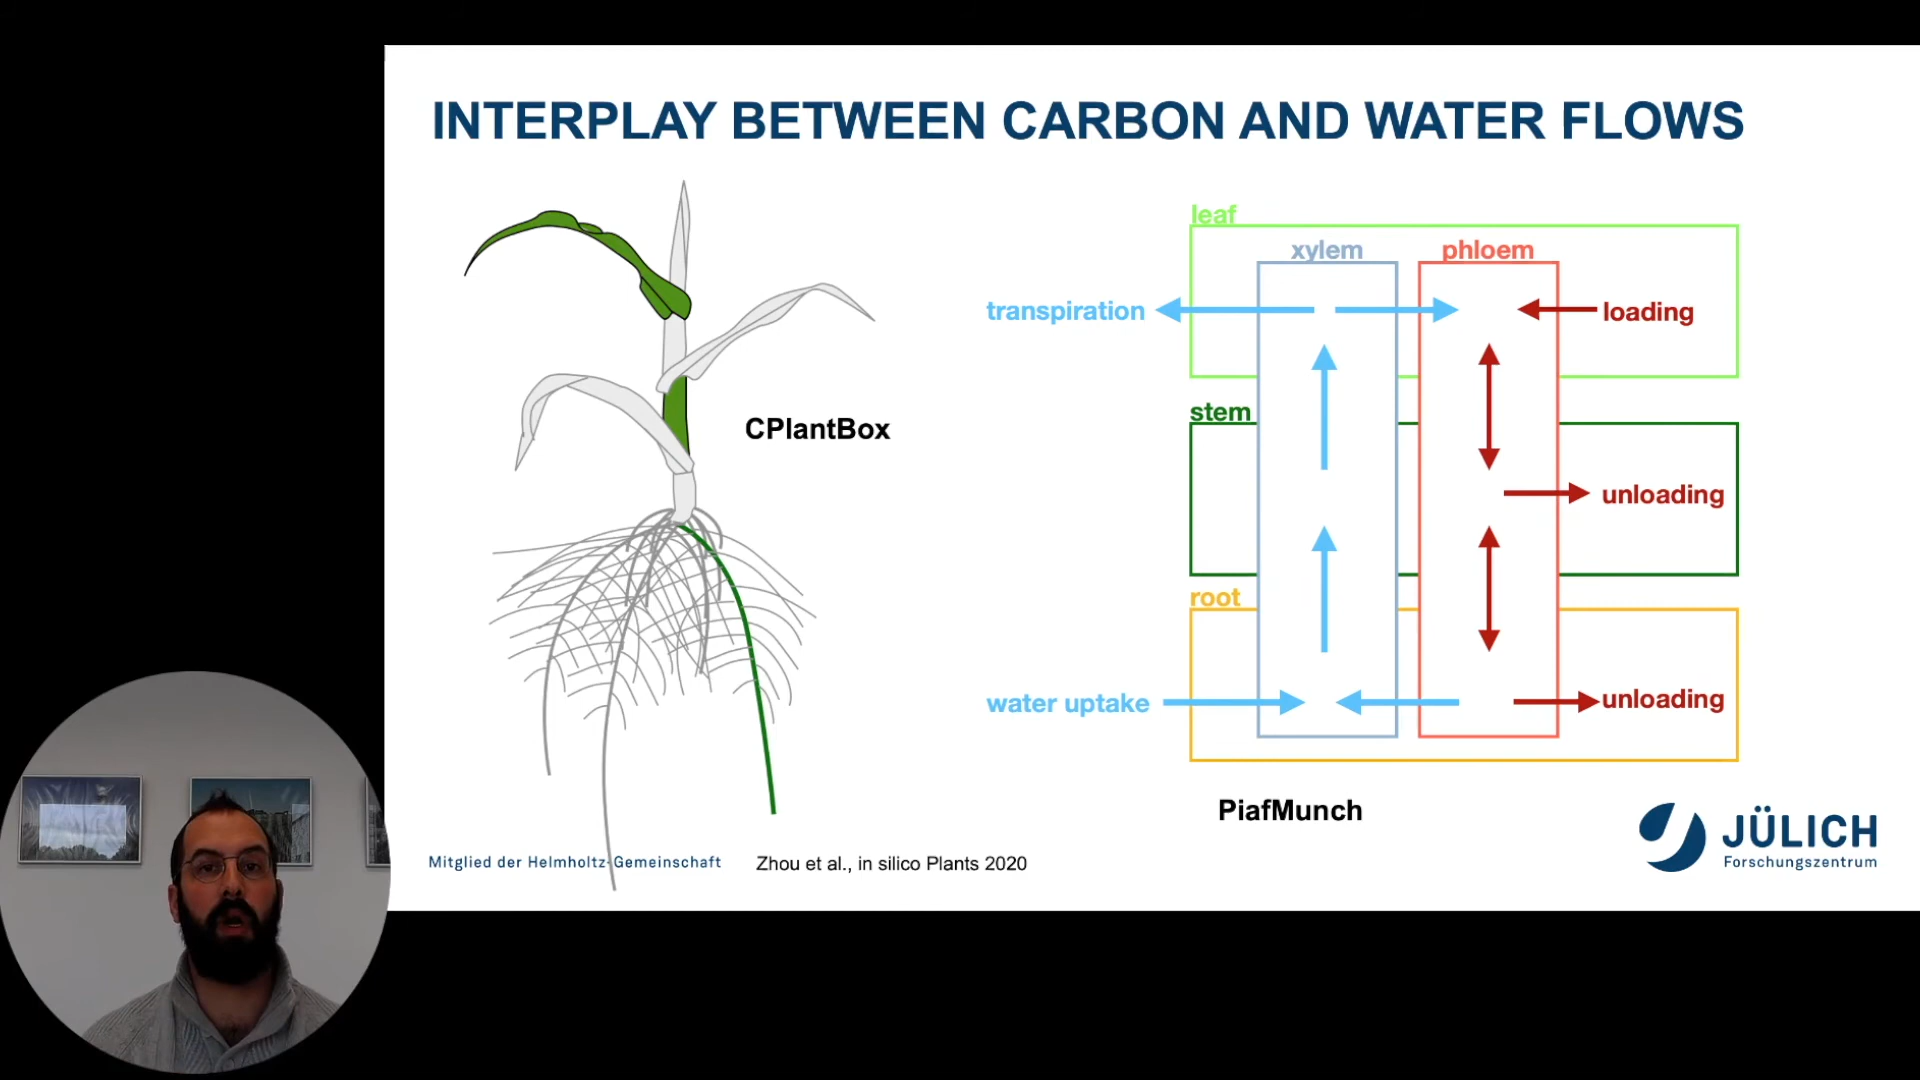 INTERPLAY BETWEEN CARBON AND WATER FLOWS
leaf
xylem
phloem
transpiration
loading
stem
CPlantBox
unloading
root
water uptake
unloading
PiafMunch
Mitglied der Helmholtz-Gemeinschaft
Zhou et al., in silico Plants 2020
JÜLICH
Forschungszentrum